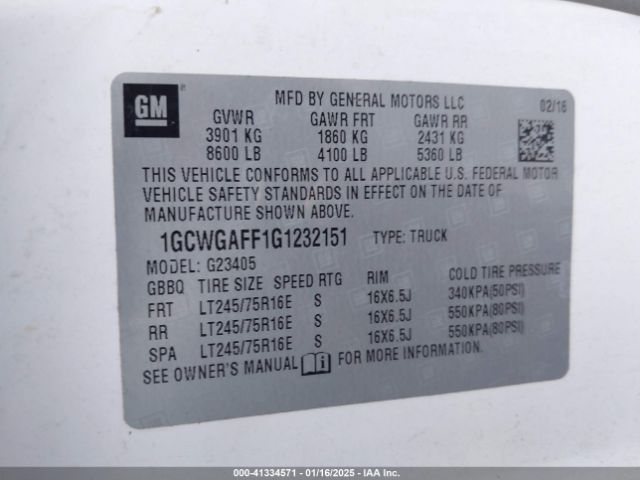 GM
MFD BY GENERAL MOTORS LLC 02/16
GVWR GAWR FRT GAWR RR
3901 KG 1860 KG 2431 KG
8600 LB 4100 LB 5360 LB
THIS VEHICLE CONFORMS TO ALL APPLICABLE U.S. FEDERAL MOTOR
VEHICLE SAFETY STANDARDS IN EFFECT ON THE DATE OF
MANUFACTURE SHOWN ABOVE.
1GCWGAFF1G1232151 TYPE: TRUCK
MODEL: G23405
GBBQ TIRE SIZE SPEED RTG RIM COLD TIRE PRESSURE
FRT LT245/75R16E S 16X6.5J 340KPA(50PSI)
RR LT245/75R16E S 16X6.5J 550KPA(80PSI)
SPA LT245/75R16E S 16X6.5J 550KPA(80PSI)
SEE OWNER'S MANUAL FOR MORE INFORMATION.
©COPY - 41334571 - 01/16/2025 - IAA Inc.